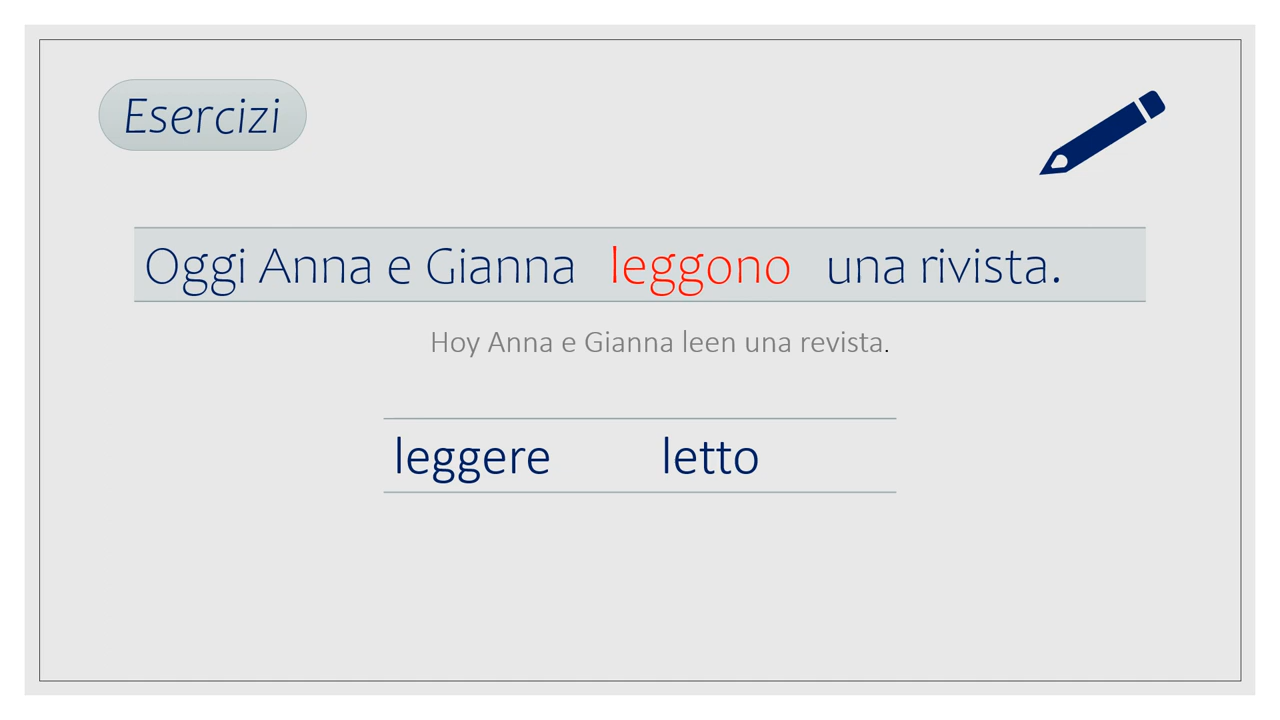 Esercizi
Oggi Anna e Gianna leggono una rivista.
Hoy Anna e Gianna leen una revista.
leggere letto